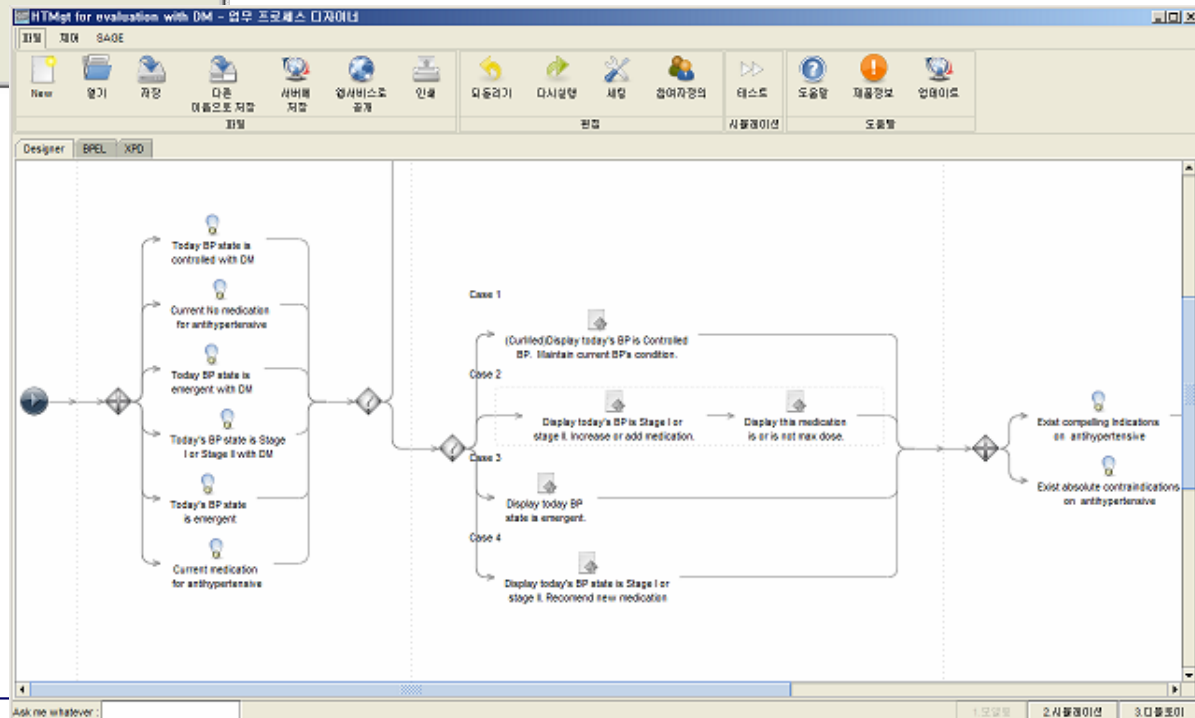 HTMgt for evaluation with DM - 업무 프로세스 디자이너
파일 제어 SAGE
New 열기 저장 다른 이름으로 저장 서버에 저장 웹서비스로 공개 인쇄 되돌리기 다시실행 세팅 참여자정의 테스트 도움말 제품정보 업데이트
파일 편집 시뮬레이션 도움말
Designer BPEL XPD
Today BP state is
controlled with DM
Current No medication
for antihypertensive
Today BP state is
emergent with DM
Today's BP state is Stage
I or Stage II with DM
Today's BP state
is emergent
Current medication
for antihypertensive
Case 1
(CurMed)Display today's BP is Controlled
BP. Maintain current BP's condition.
Case 2
Display today's BP is Stage I or
stage II. Increase or add medication.
Display this medication
is or is not max dose.
Case 3
Display today BP
state is emergent.
Case 4
Display today's BP state is Stage I or
stage II. Recomend new medication
Exist compelling Indications
on antihypertensive
Exist absolute contraindications
on antihypertensive
Ask me whatever :
1.모델링 2.시뮬레이션 3.디플로이